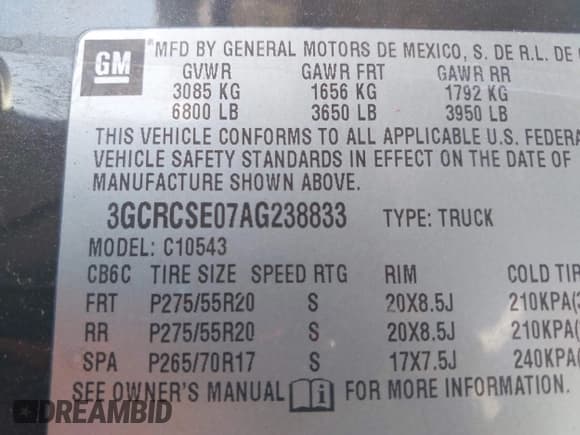 GM
*MFD BY GENERAL MOTORS DE MEXICO, S. DE R.L. DE
GVWR GAWR FRT GAWR RR
3085 KG 1656 KG 1792 KG
6800 LB 3650 LB 3950 LB
THIS VEHICLE CONFORMS TO ALL APPLICABLE U.S. FEDERA
VEHICLE SAFETY STANDARDS IN EFFECT ON THE DATE OF
MANUFACTURE SHOWN ABOVE.
3GCRCSE07AG238833 TYPE: TRUCK
MODEL: C10543
CB6C TIRE SIZE SPEED RTG RIM COLD TIR
FRT P275/55R20 S 20X8.5J 210KPA(
RR P275/55R20 S 20X8.5J 210KPA(
SPA P265/70R17 S 17X7.5J 240KPA(
SEE OWNER'S MANUAL FOR MORE INFORMATION.
DREAMBID